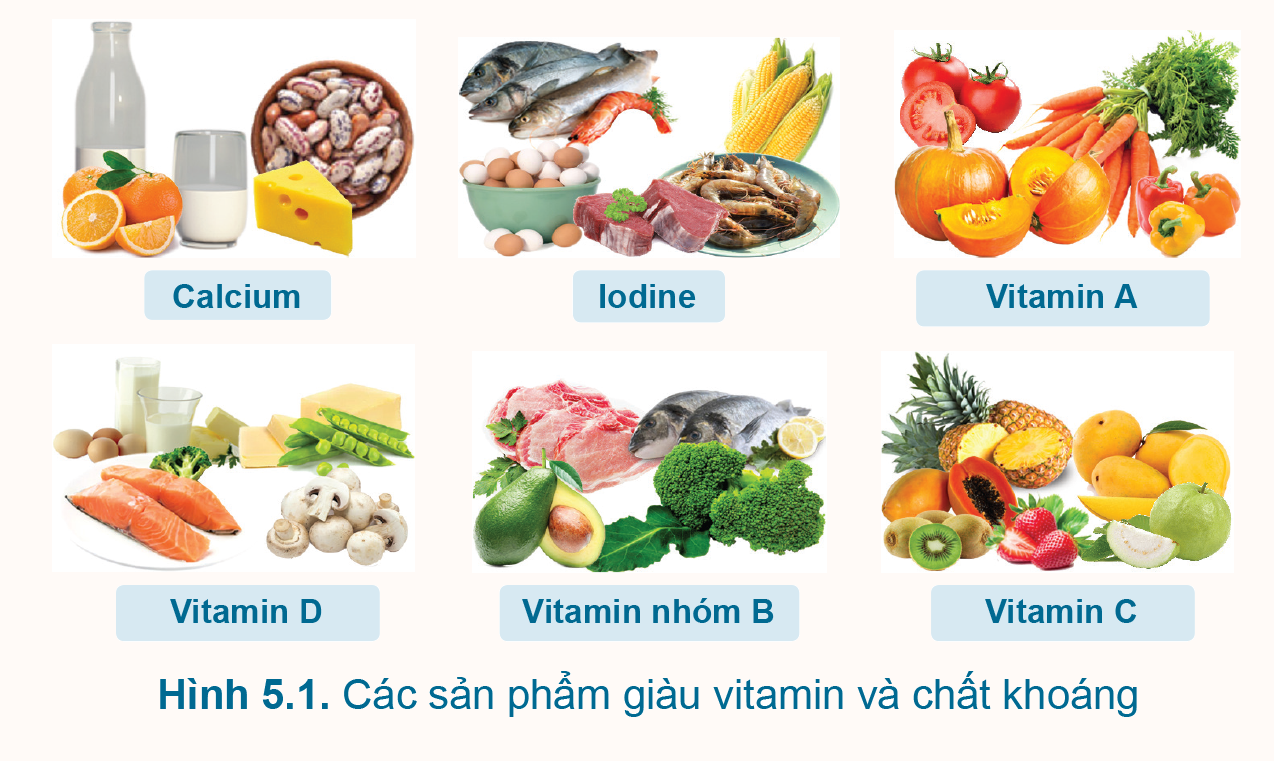 Calcium
Iodine
Vitamin A
Vitamin D
Vitamin nhóm B
Vitamin C
Hình 5.1. Các sản phẩm giàu vitamin và chất khoáng